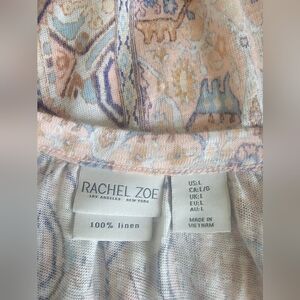 RACHEL ZOE
LOS ANGELES NEW YORK
100% linen
US:L
CA:L/G
UK:L
EU:L
AU:L
MADE IN
VIETNAM